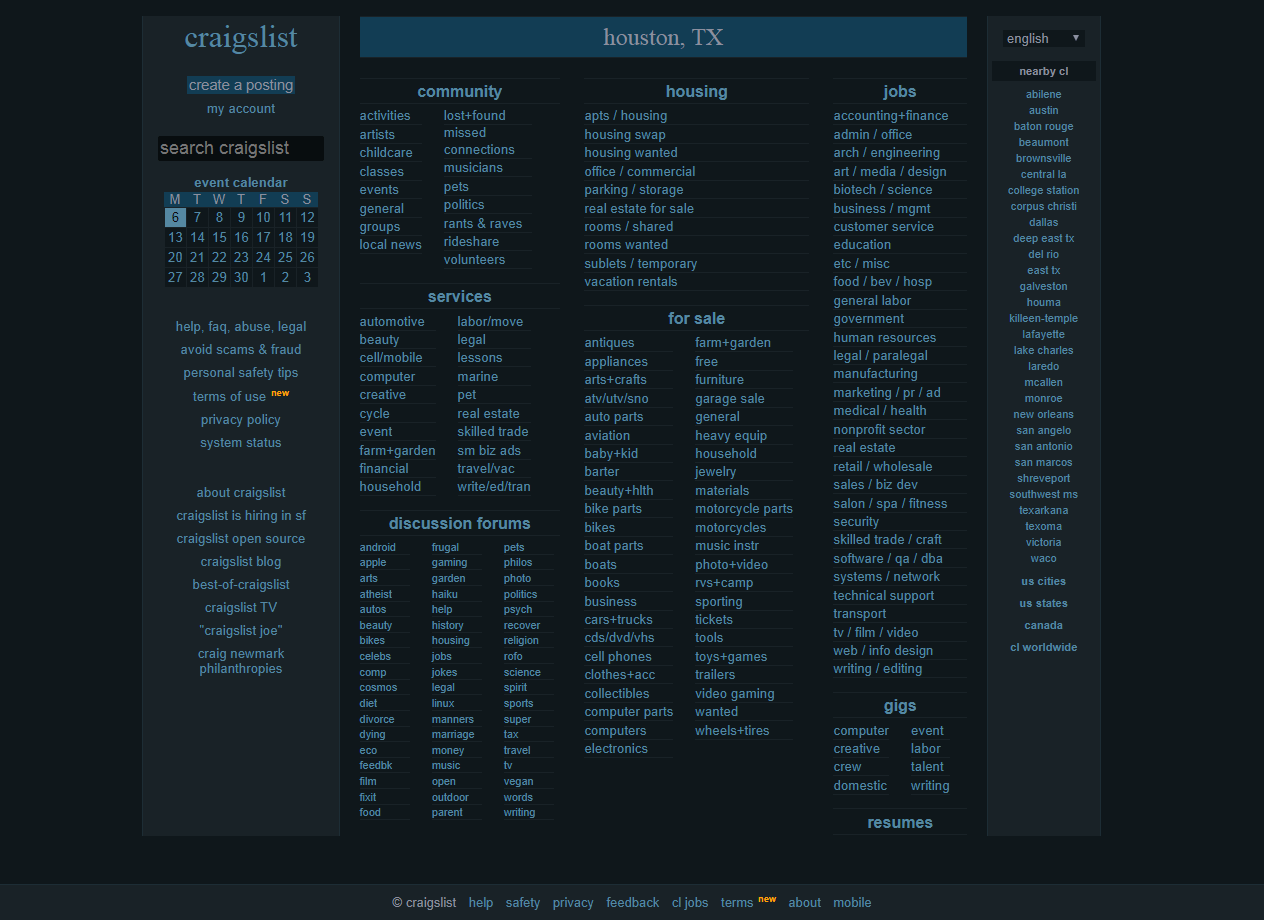 craigslist
create a posting
my account
search craigslist
event calendar
M T W T F S S
6 7 8 9 10 11 12
13 14 15 16 17 18 19
20 21 22 23 24 25 26
27 28 29 30 1 2 3
help, faq, abuse, legal
avoid scams & fraud
personal safety tips
terms of use new
privacy policy
system status
about craigslist
craigslist is hiring in sf
craigslist open source
craigslist blog
best-of-craigslist
craigslist TV
"craigslist joe"
craig newmark
philanthropies
houston, TX
community
activities
artists
childcare
classes
events
general
groups
local news
lost+found
missed
connections
musicians
pets
politics
rants & raves
rideshare
volunteers
services
automotive
beauty
cell/mobile
computer
creative
cycle
event
farm+garden
financial
household
labor/move
legal
lessons
marine
pet
real estate
skilled trade
sm biz ads
travel/vac
write/ed/tran
discussion forums
android
apple
arts
atheist
autos
beauty
bikes
celebs
comp
cosmos
diet
divorce
dying
eco
feedbk
film
fixit
food
frugal
gaming
garden
haiku
help
history
housing
jobs
jokes
legal
linux
manners
marriage
money
music
open
outdoor
parent
pets
philos
photo
politics
psych
recover
religion
rofo
science
spirit
sports
super
tax
travel
tv
vegan
words
writing
housing
apts / housing
housing swap
housing wanted
office / commercial
parking / storage
real estate for sale
rooms / shared
rooms wanted
sublets / temporary
vacation rentals
for sale
antiques
appliances
arts+crafts
atv/utv/sno
auto parts
aviation
baby+kid
barter
beauty+hlth
bike parts
bikes
boat parts
boats
books
business
cars+trucks
cds/dvd/vhs
cell phones
clothes+acc
collectibles
computer parts
computers
electronics
farm+garden
free
furniture
garage sale
general
heavy equip
household
jewelry
materials
motorcycle parts
motorcycles
music instr
photo+video
rvs+camp
sporting
tickets
tools
toys+games
trailers
video gaming
wanted
wheels+tires
jobs
accounting+finance
admin / office
arch / engineering
art / media / design
biotech / science
business / mgmt
customer service
education
etc / misc
food / bev / hosp
general labor
government
human resources
legal / paralegal
manufacturing
marketing / pr / ad
medical / health
nonprofit sector
real estate
retail / wholesale
sales / biz dev
salon / spa / fitness
security
skilled trade / craft
software / qa / dba
systems / network
technical support
transport
tv / film / video
web / info design
writing / editing
gigs
computer
creative
crew
domestic
event
labor
talent
writing
resumes
english
nearby cl
abilene
austin
baton rouge
beaumont
brownsville
central la
college station
corpus christi
dallas
deep east tx
del rio
east tx
galveston
houma
killeen-temple
lafayette
lake charles
laredo
mcallen
monroe
new orleans
san angelo
san antonio
san marcos
shreveport
southwest ms
texarkana
texoma
victoria
waco
us cities
us states
canada
cl worldwide
© craigslist help safety privacy feedback cl jobs terms new about mobile